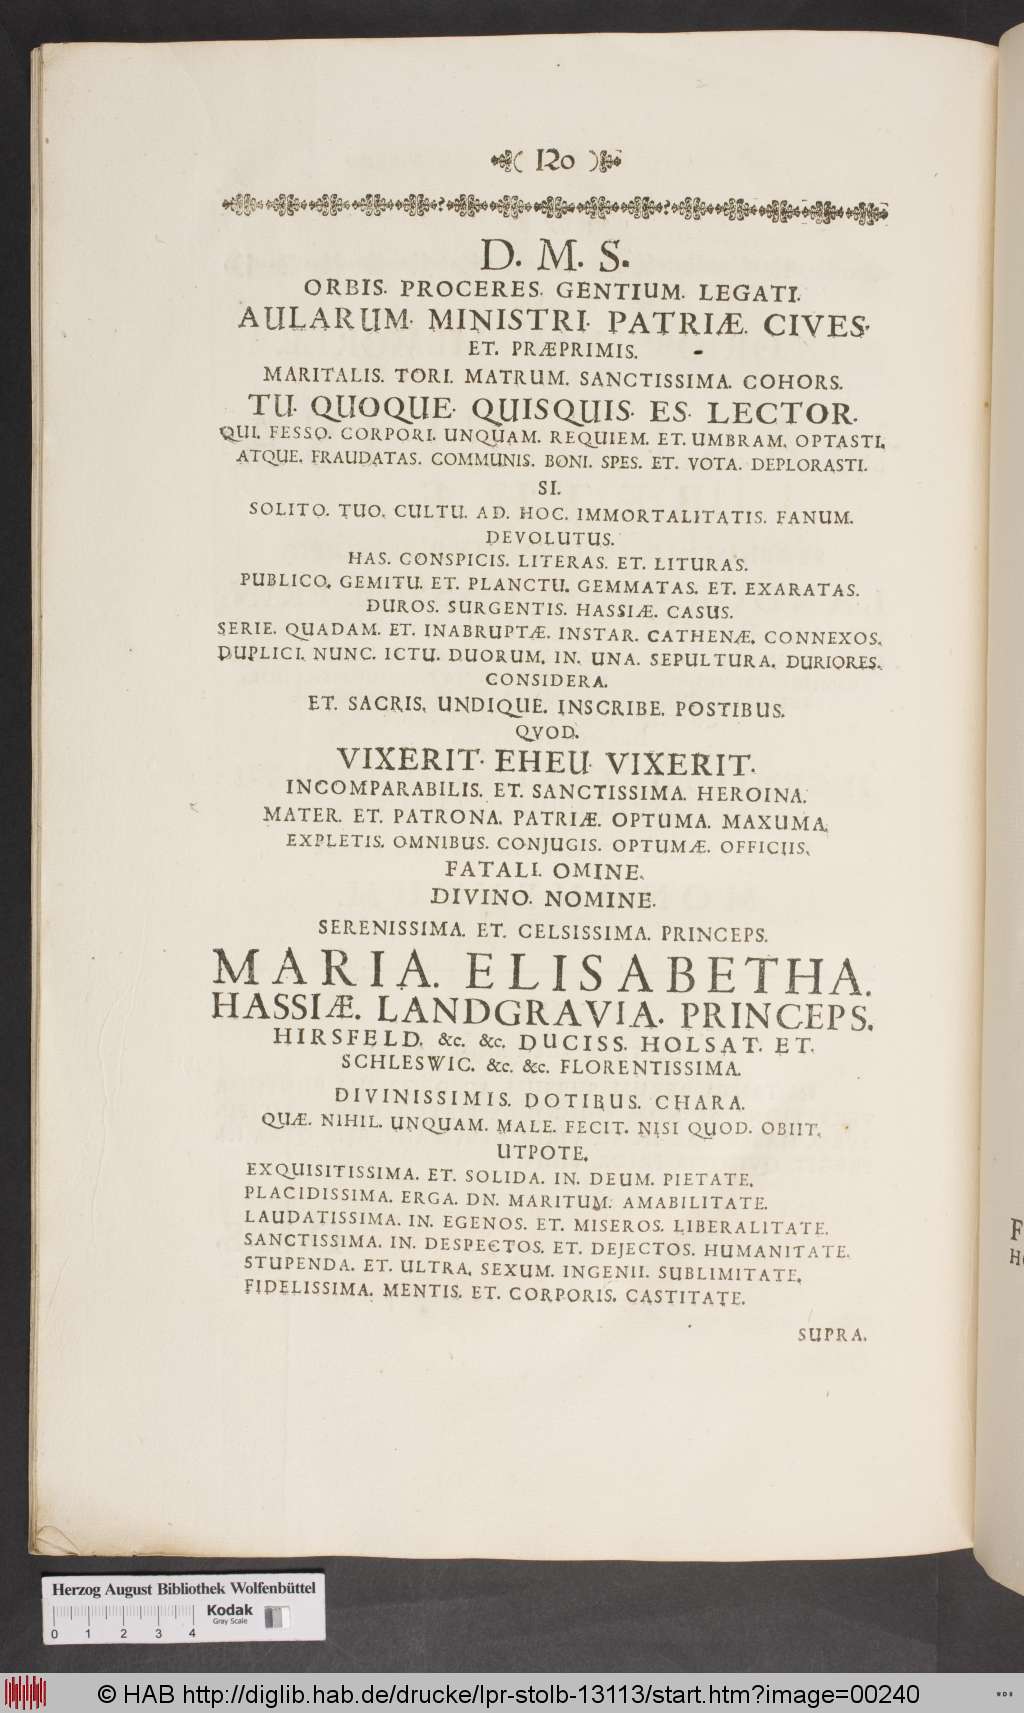 ( 120 )
D. M. S.
ORBIS. PROCERES. GENTIUM. LEGATI.
AULARUM. MINISTRI. PATRIÆ. CIVES.
ET. PRÆPRIMIS.
MARITALIS. TORI. MATRUM. SANCTISSIMA. COHORS.
TU. QUOQUE. QUISQUIS. ES. LECTOR.
QUI. FESSO. CORPORI. UNQUAM. REQUIEM. ET. UMBRAM. OPTASTI.
ATQUE. FRAUDATAS. COMMUNIS. BONI. SPES. ET. VOTA. DEPLORASTI.
SI.
SOLITO. TUO. CULTU. AD. HOC. IMMORTALITATIS. FANUM.
DEVOLUTUS.
HAS. CONSPICIS. LITERAS. ET. LITURAS.
PUBLICO. GEMITU. ET. PLANCTU. GEMMATAS. ET. EXARATAS.
DUROS. SURGENTIS. HASSIÆ. CASUS.
SERIE. QUADAM. ET. INABRUPTÆ. INSTAR. CATHENÆ. CONNEXOS.
DUPLICI. NUNC. ICTU. DUORUM. IN. UNA. SEPULTURA. DURIORES.
CONSIDERA.
ET. SACRIS. UNDIQUE. INSCRIBE. POSTIBUS.
QVOD.
VIXERIT. EHEU. VIXERIT.
INCOMPARABILIS. ET. SANCTISSIMA. HEROINA.
MATER. ET. PATRONA. PATRIÆ. OPTUMA. MAXUMA.
EXPLETIS. OMNIBUS. CONJUGIS. OPTUMÆ. OFFICIIS.
FATALI. OMINE.
DIVINO. NOMINE.
SERENISSIMA. ET. CELSISSIMA. PRINCEPS.
MARIA. ELISABETHA.
HASSIÆ. LANDGRAVIA. PRINCEPS.
HIRSFELD. &c. &c. DUCISS. HOLSAT. ET.
SCHLESWIC. &c. &c. FLORENTISSIMA.
DIVINISSIMIS. DOTIBUS. CHARA.
QUÆ. NIHIL. UNQUAM. MALE. FECIT. NISI QUOD. OBIIT.
UTPOTE.
EXQUISITISSIMA. ET. SOLIDA. IN. DEUM. PIETATE.
PLACIDISSIMA. ERGA. DN. MARITUM. AMABILITATE.
LAUDATISSIMA. IN. EGENOS. ET. MISEROS. LIBERALITATE.
SANCTISSIMA. IN. DESPECTOS. ET. DEJECTOS. HUMANITATE.
STUPENDA. ET. ULTRA. SEXUM. INGENII. SUBLIMITATE.
FIDELISSIMA. MENTIS. ET. CORPORIS. CASTITATE.
SUPRA.
Herzog August Bibliothek Wolfenbüttel
Kodak
Gray Scale
0 1 2 3 4
© HAB http://diglib.hab.de/drucke/lpr-stolb-13113/start.htm?image=00240